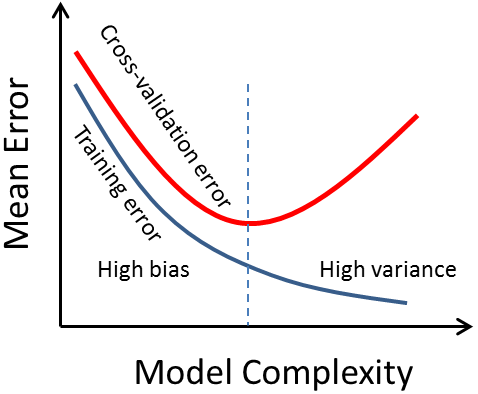 Mean Error
Cross-validation error
Training error
High bias
High variance
Model Complexity